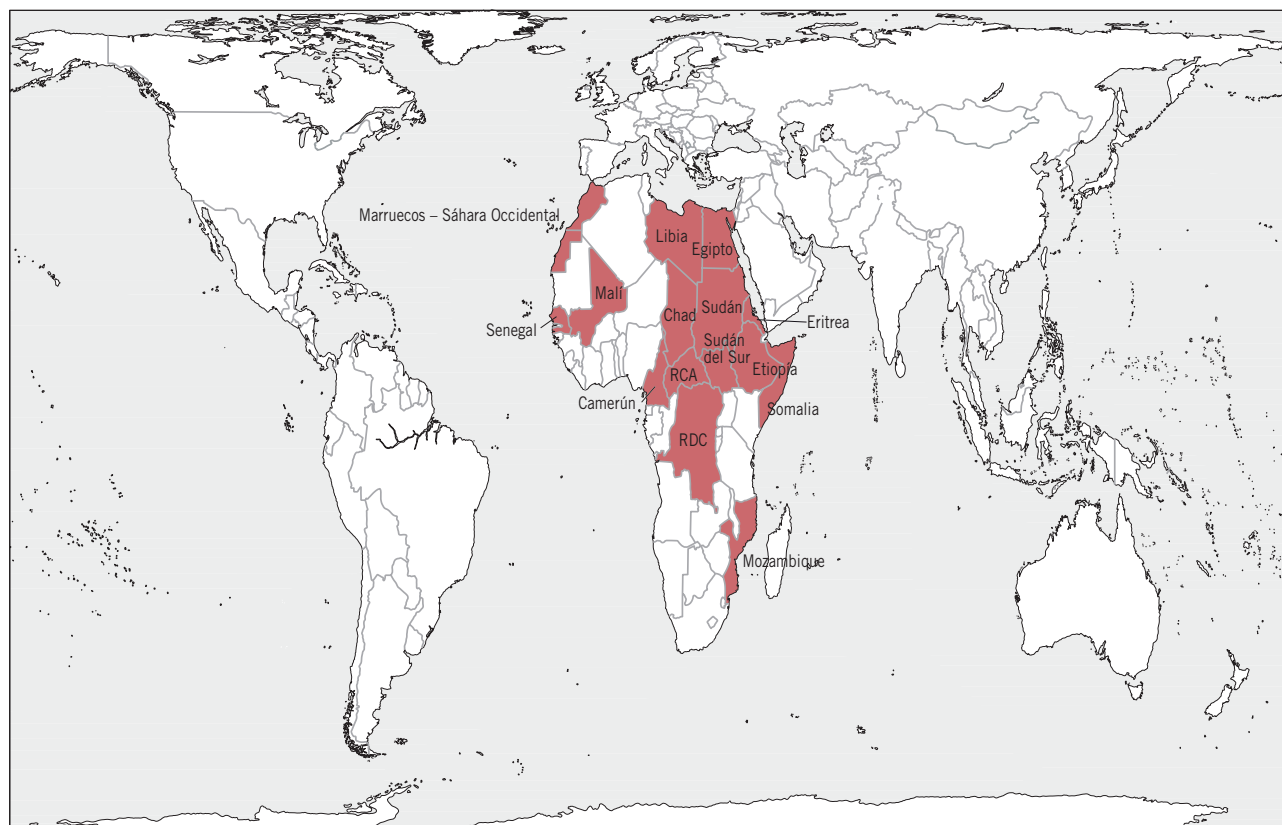 Marruecos – Sáhara Occidental
Libia
Egipto
Malí
Chad
Sudán
Eritrea
Senegal
Sudán
del Sur
Etiopía
RCA
Camerún
Somalia
RDC
Mozambique